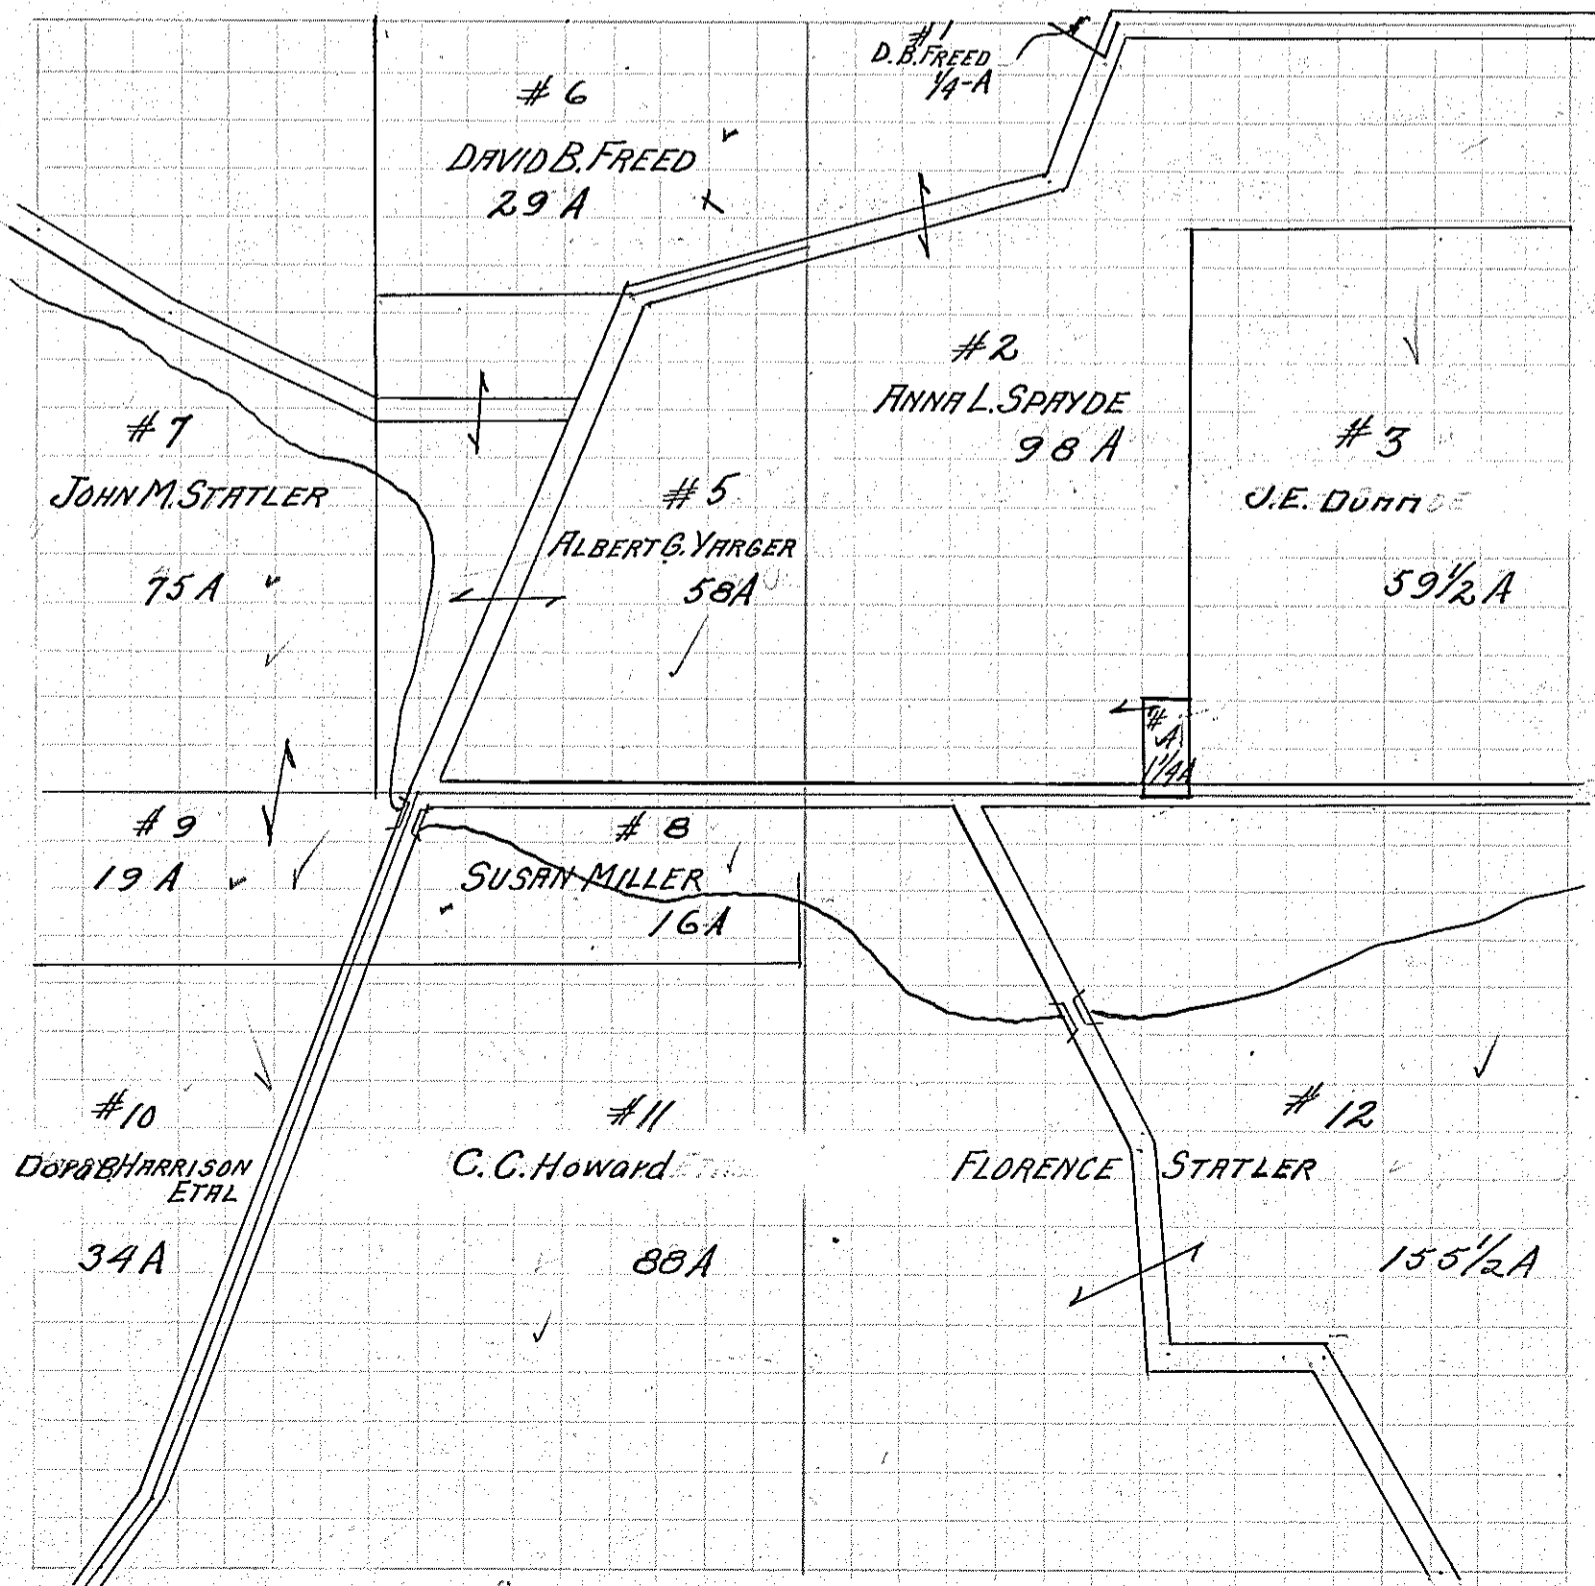 #1
D.B.FREED
1/4-A
#6
DAVID B. FREED
29 A
#2
ANNA L. SPAYDE
98 A
#3
J.E.
59 1/2 A
#7
JOHN M. STATLER
75 A
#5
ALBERT G. YARGER
58A
#
1 1/4A
#9
19 A
#8
SUSAN MILLER
16A
#10
HARRISON
ETAL
34A
#11
C.C. Howard
88A
#12
FLORENCE STATLER
155 1/2 A